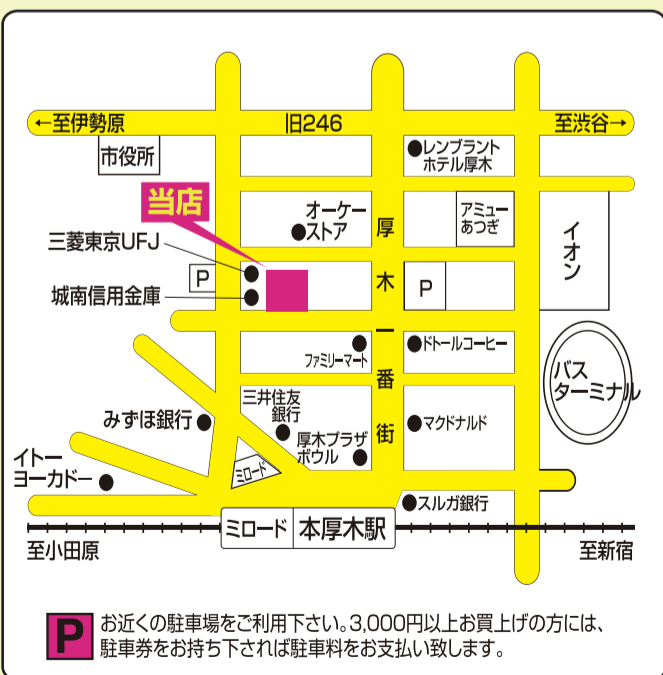 ←至伊勢原
旧246
至渋谷→
市役所
レンブラント
ホテル厚木
当店
オーケー
ストア
アミュー
あつぎ
イオン
三菱東京UFJ
城南信用金庫
P
P
厚木一番街
ファミリーマート
ドトールコーヒー
バス
ターミナル
みずほ銀行
三井住友
銀行
厚木プラザ
ボウル
マクドナルド
イトー
ヨーカドー
ミロード
スルガ銀行
ミロード
本厚木駅
至小田原
至新宿
P
お近くの駐車場をご利用下さい。3,000円以上お買上げの方には、
駐車券をお持ち下されば駐車料をお支払い致します。